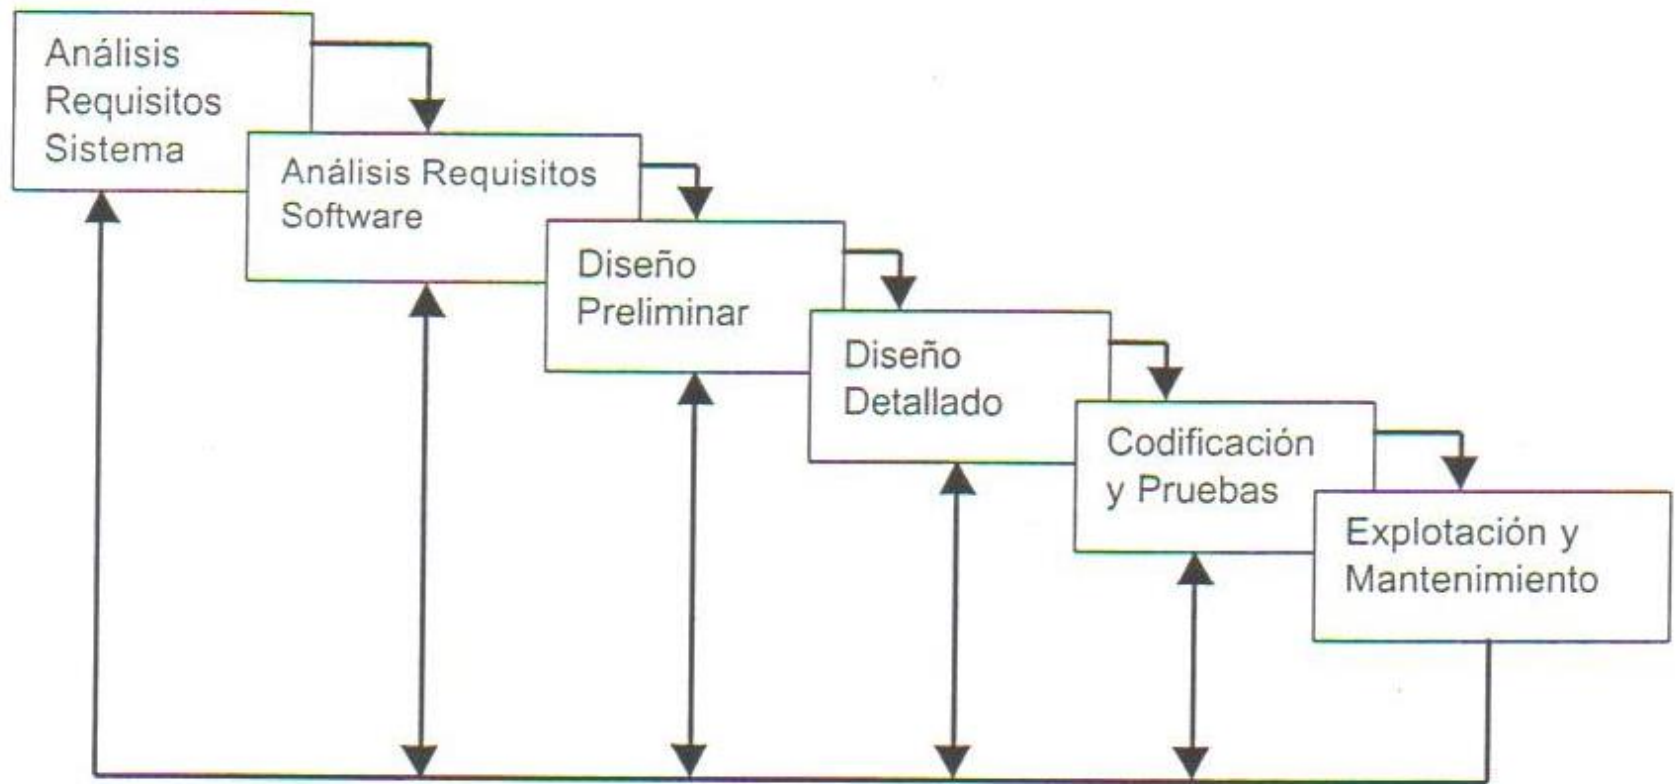 Análisis
Requisitos
Sistema
Análisis Requisitos
Software
Diseño
Preliminar
Diseño
Detallado
Codificación
y Pruebas
Explotación y
Mantenimiento